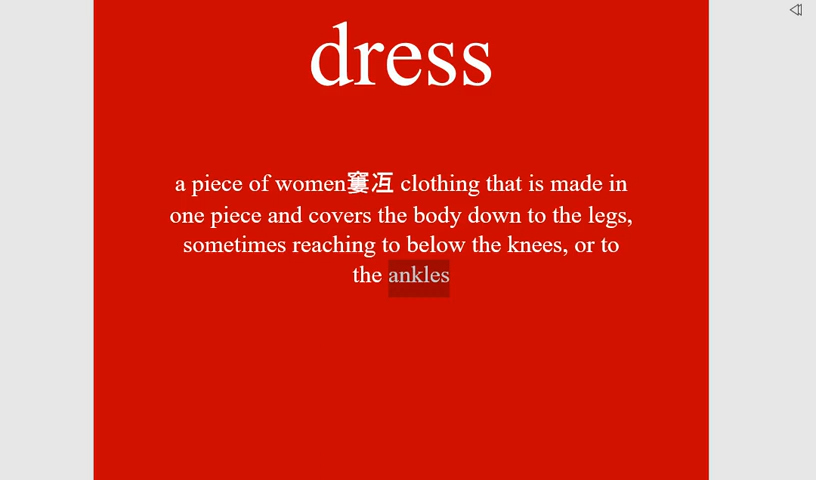 dress
a piece of women窶冱 clothing that is made in
one piece and covers the body down to the legs,
sometimes reaching to below the knees, or to
the ankles